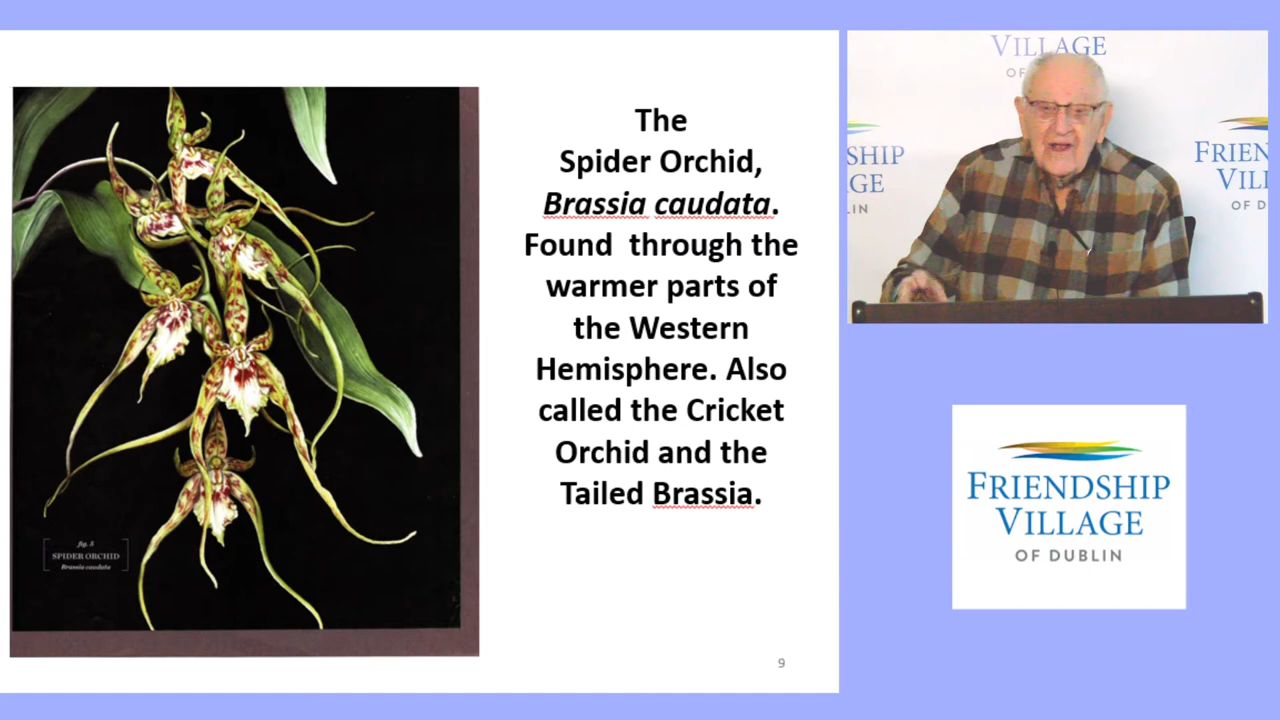 The
Spider Orchid,
Brassia caudata.
Found  through the
warmer parts of
the Western
Hemisphere. Also
called the Cricket
Orchid and the
Tailed Brassia.
fig. 5
SPIDER ORCHID
Brassia caudata
9
VILLAGE
OF
SHIP
GE
LIN
FRIEN
VILL
OF D
FRIENDSHIP
VILLAGE
OF DUBLIN